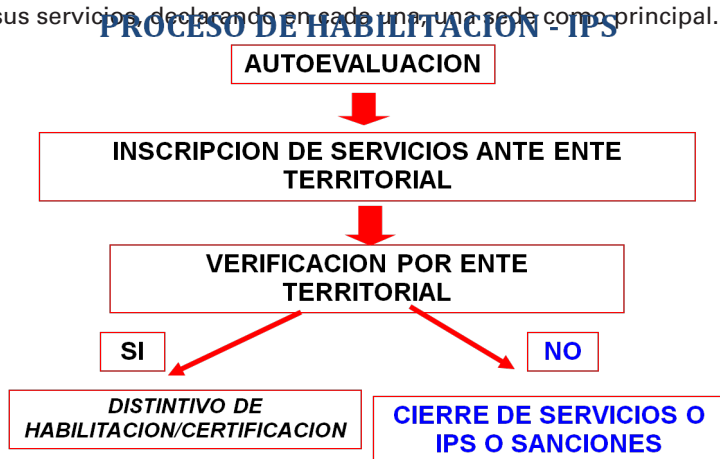 sus servicios, declarando en cada una, una sede como principal.
PROCESO DE HABILITACION - IPS
AUTOEVALUACION
INSCRIPCION DE SERVICIOS ANTE ENTE
TERRITORIAL
VERIFICACION POR ENTE
TERRITORIAL
SI
NO
DISTINTIVO DE
HABILITACION/CERTIFICACION
CIERRE DE SERVICIOS O
IPS O SANCIONES